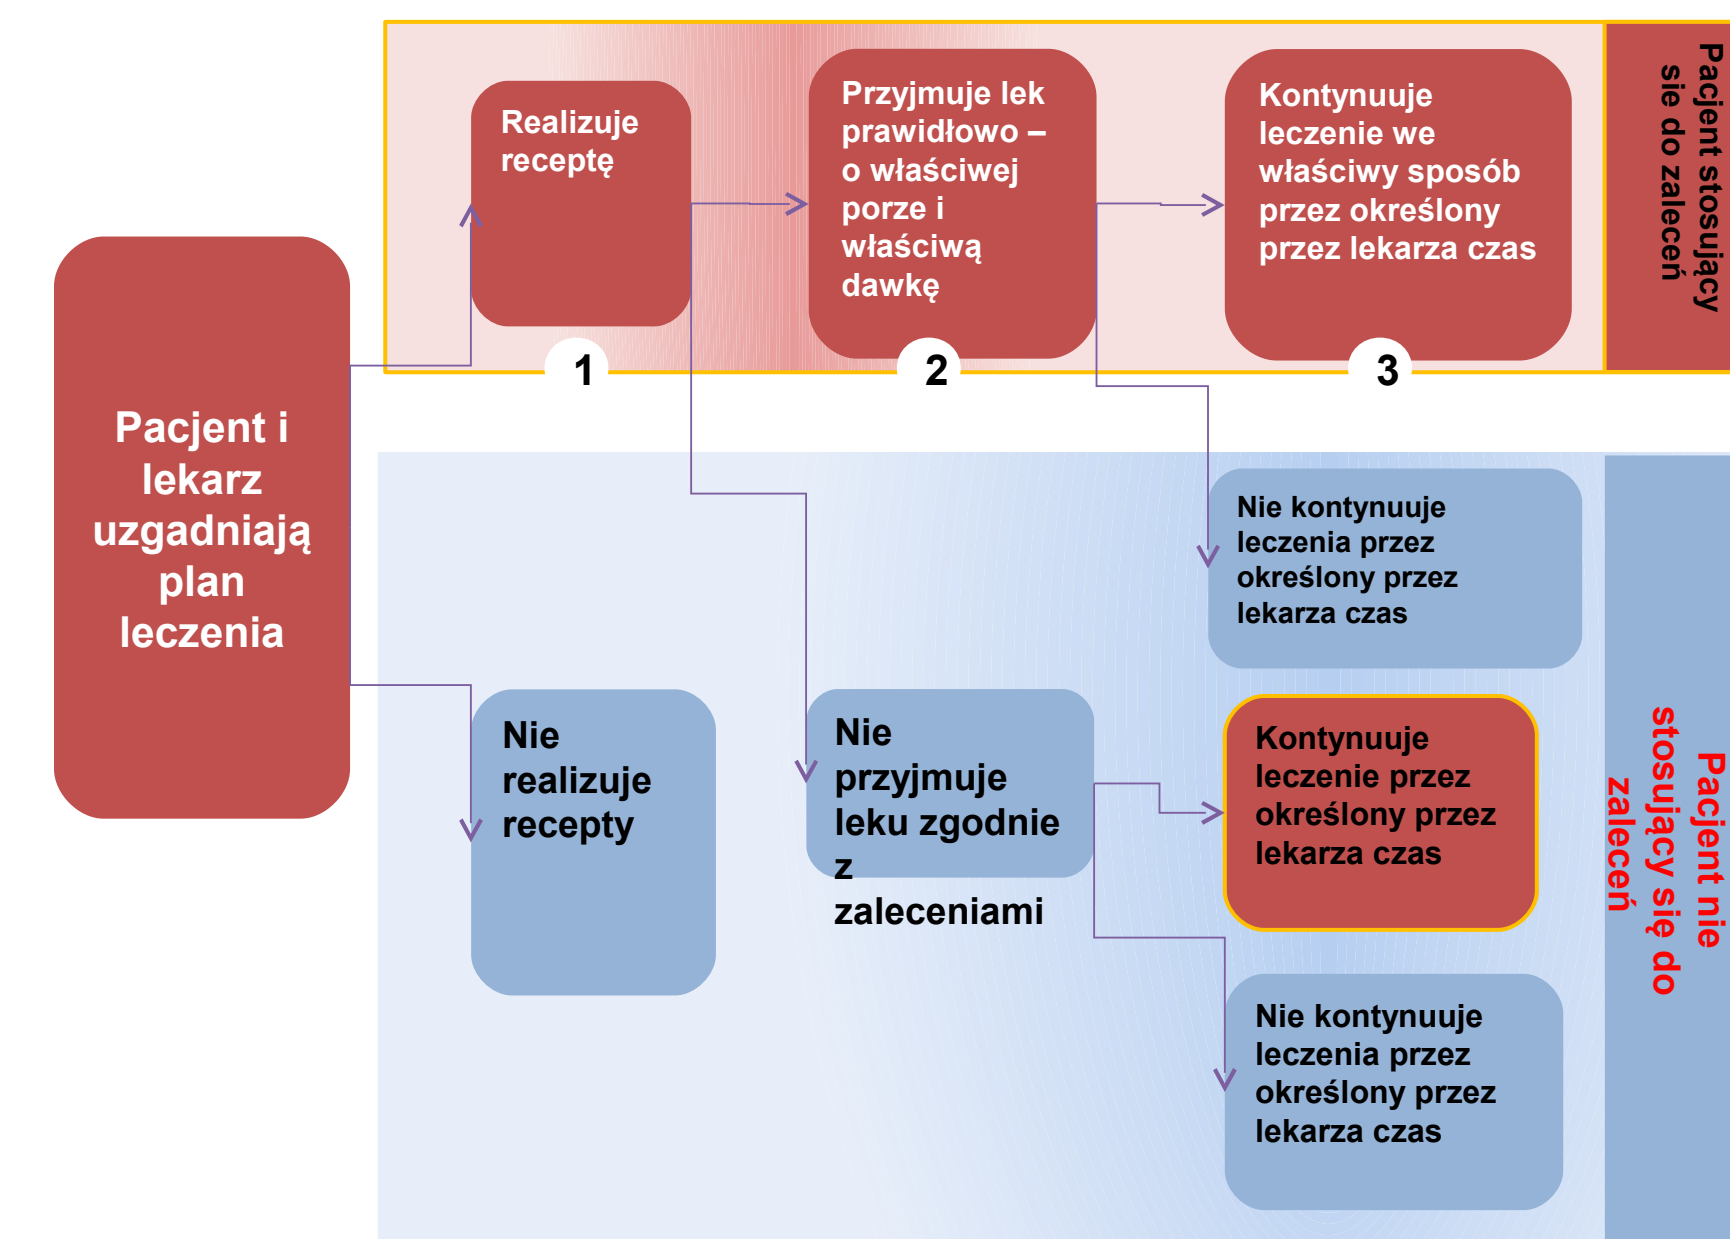 Pacjent i
lekarz
uzgadniają
plan
leczenia
Realizuje
receptę
1
Przyjmuje lek
prawidłowo –
o właściwej
porze i
właściwą
dawkę
2
Kontynuuje
leczenie we
właściwy sposób
przez określony
przez lekarza czas
3
Pacjent stosujący
sie do zaleceń
Nie
realizuje
recepty
Nie
przyjmuje
leku zgodnie
z
zaleceniami
Nie kontynuuje
leczenia przez
określony przez
lekarza czas
Kontynuuje
leczenie przez
określony przez
lekarza czas
Nie kontynuuje
leczenia przez
określony przez
lekarza czas
Pacjent nie
stosujący się do
zaleceń